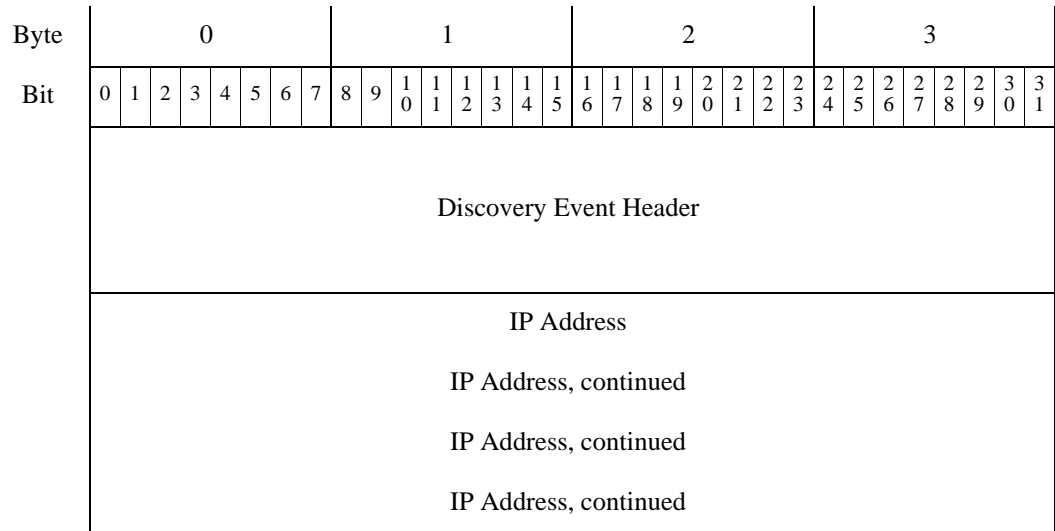 Byte 0 1 2 3
Bit 0 1 2 3 4 5 6 7 8 9 10 11 12 13 14 15 16 17 18 19 20 21 22 23 24 25 26 27 28 29 30 31
Discovery Event Header
IP Address
IP Address, continued
IP Address, continued
IP Address, continued